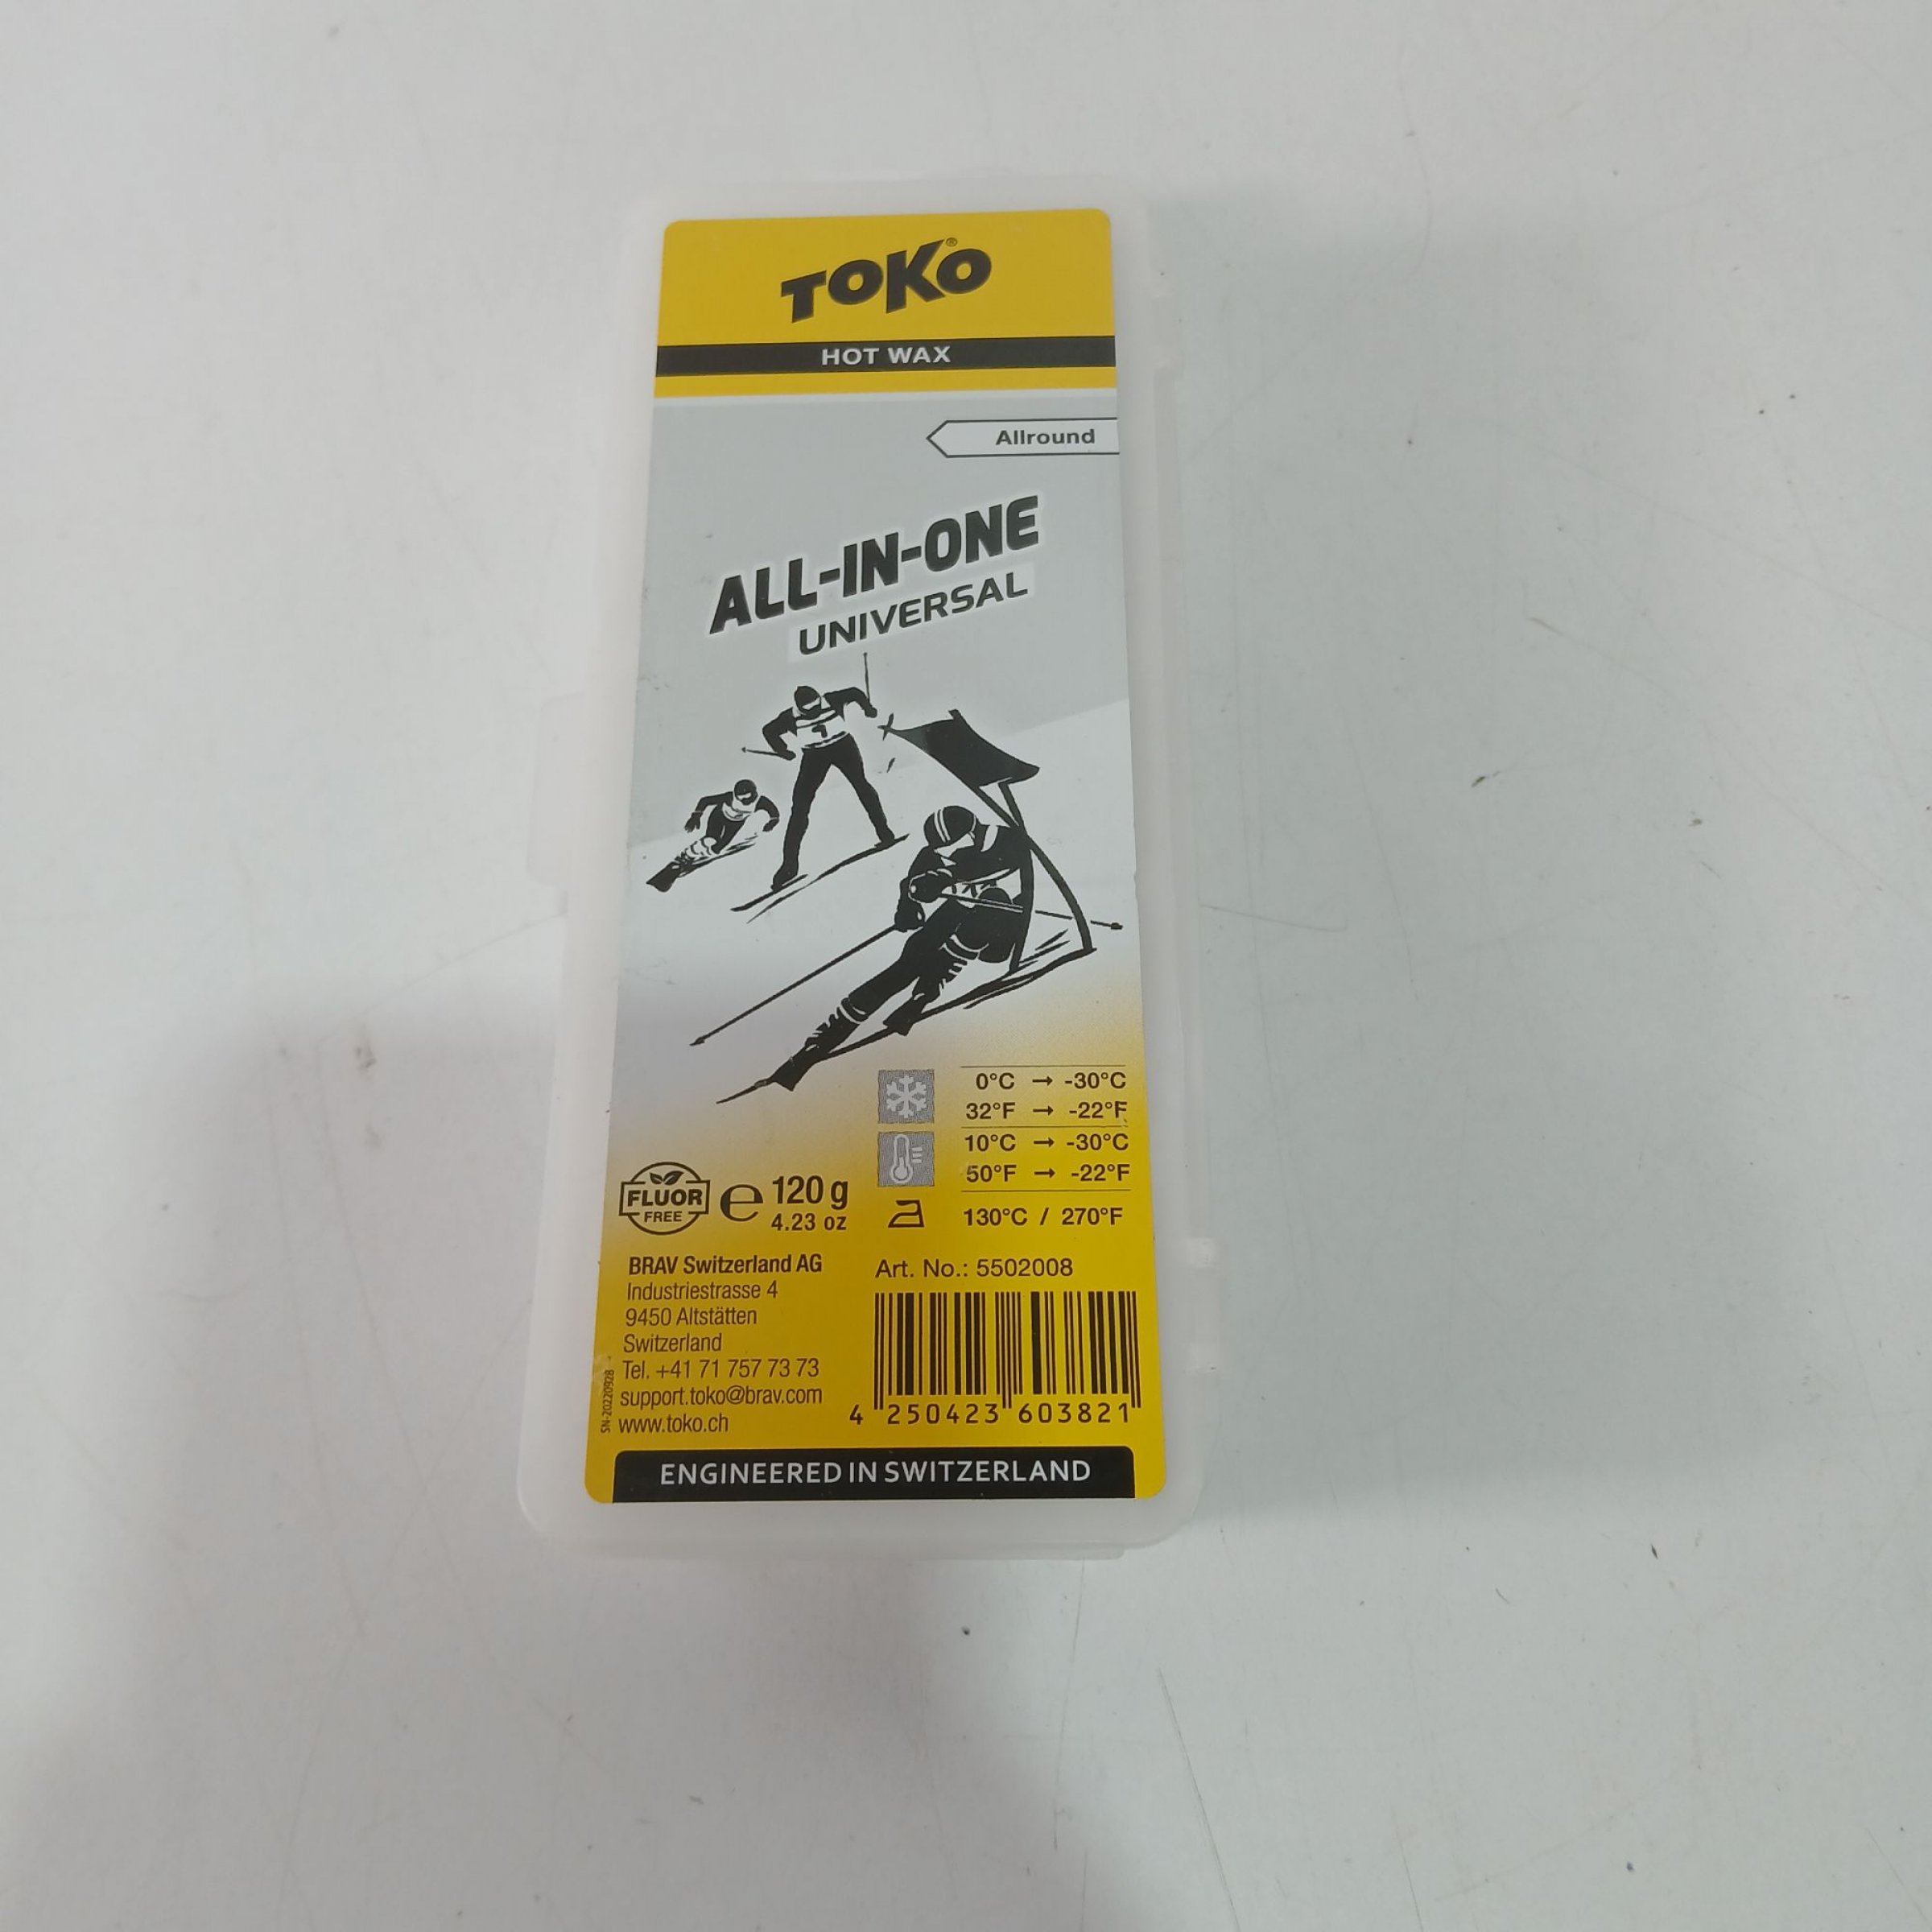 TOKO®
HOT WAX
Allround
ALL-IN-ONE
UNIVERSAL
0°C → -30°C
32°F → -22°F
10°C → -30°C
50°F → -22°F
130°C / 270°F
FLUOR
FREE
e 120 g
4.23 oz
BRAV Switzerland AG
Industriestrasse 4
9450 Altstätten
Switzerland
Tel. +41 71 757 73 73
support.toko@brav.com
www.toko.ch
SN-20220928
Art. No.: 5502008
4 250423 603821
ENGINEERED IN SWITZERLAND